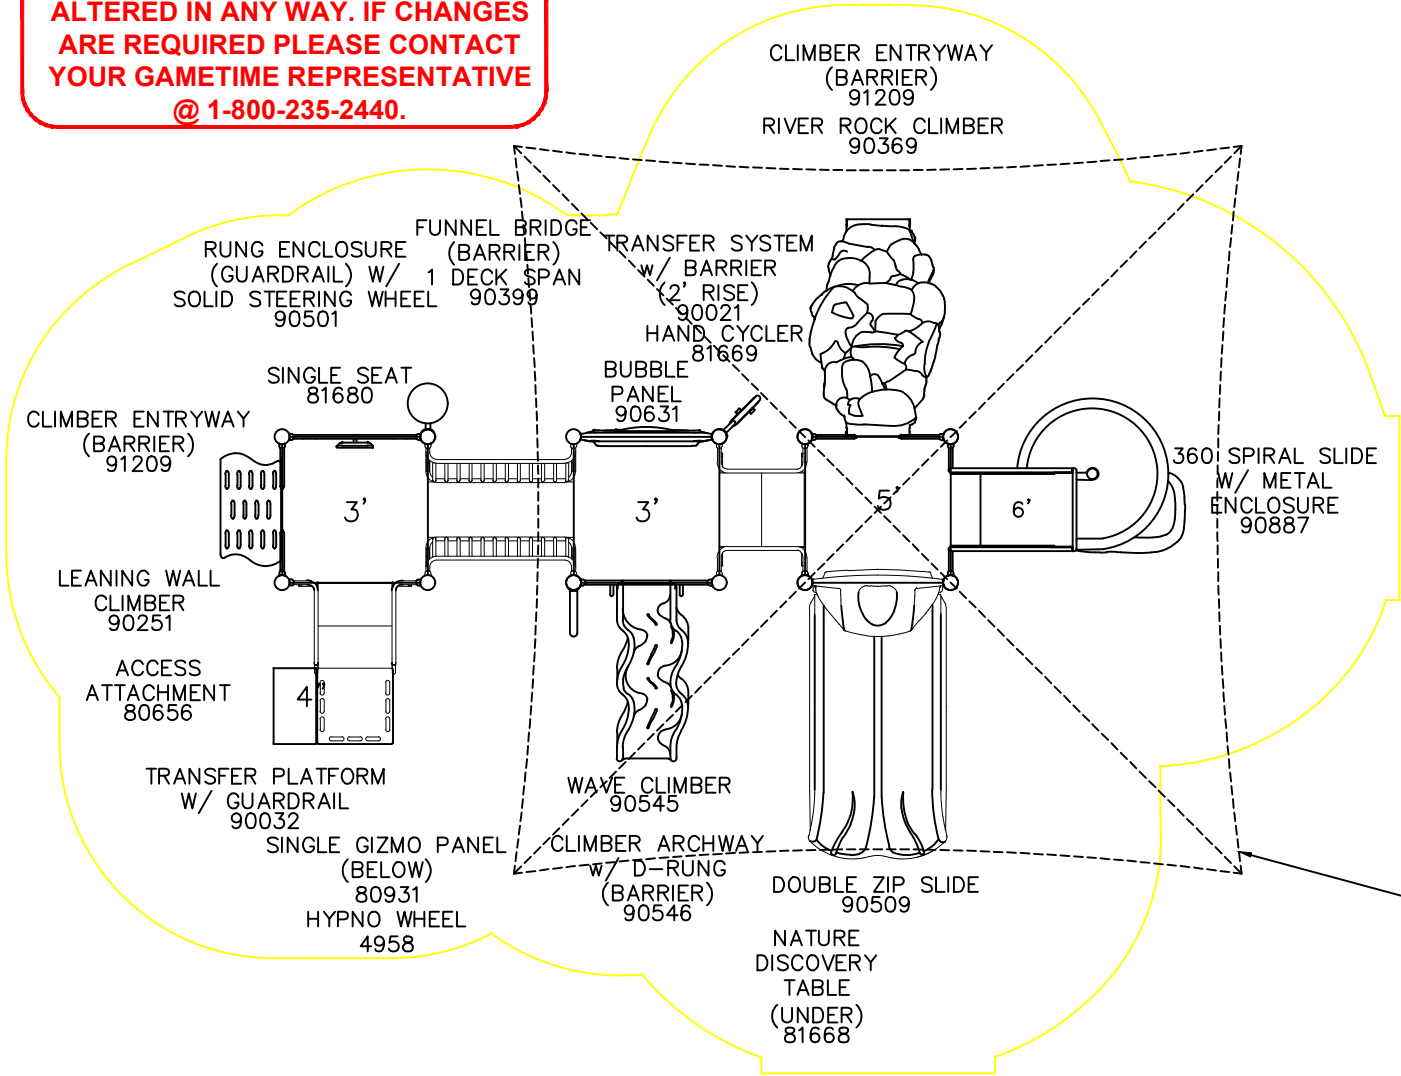 ALTERED IN ANY WAY. IF CHANGES
ARE REQUIRED PLEASE CONTACT
YOUR GAMETIME REPRESENTATIVE
@ 1-800-235-2440.
CLIMBER ENTRYWAY
(BARRIER)
91209
RIVER ROCK CLIMBER
90369
RUNG ENCLOSURE
(GUARDRAIL) W/
SOLID STEERING WHEEL
90501
FUNNEL BRIDGE
(BARRIER)
1 DECK SPAN
90399
TRANSFER SYSTEM
w/ BARRIER
(2' RISE)
90021
HAND CYCLER
81669
SINGLE SEAT
81680
BUBBLE
PANEL
90631
CLIMBER ENTRYWAY
(BARRIER)
91209
3'
3'
5'
6'
360 SPIRAL SLIDE
W/ METAL
ENCLOSURE
90887
LEANING WALL
CLIMBER
90251
ACCESS
ATTACHMENT
80656
4
TRANSFER PLATFORM
W/ GUARDRAIL
90032
WAVE CLIMBER
90545
SINGLE GIZMO PANEL
(BELOW)
80931
HYPNO WHEEL
4958
CLIMBER ARCHWAY
w/ D-RUNG
(BARRIER)
90546
DOUBLE ZIP SLIDE
90509
NATURE
DISCOVERY
TABLE
(UNDER)
81668